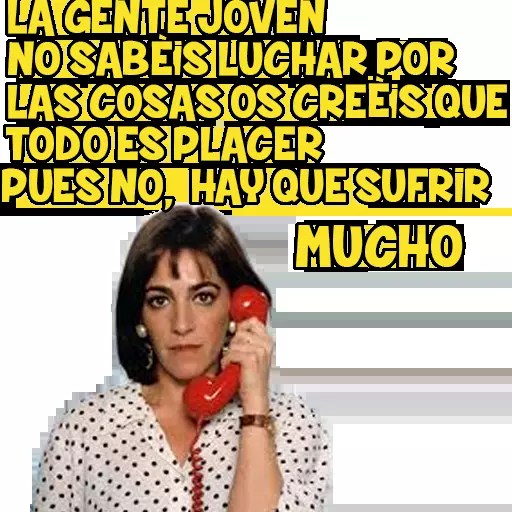 LA GENTE JOVEN
NO SABÉIS LUCHAR POR
LAS COSAS OS CREÉIS QUE
TODO ES PLACER
PUES NO, HAY QUE SUFRIR
MUCHO